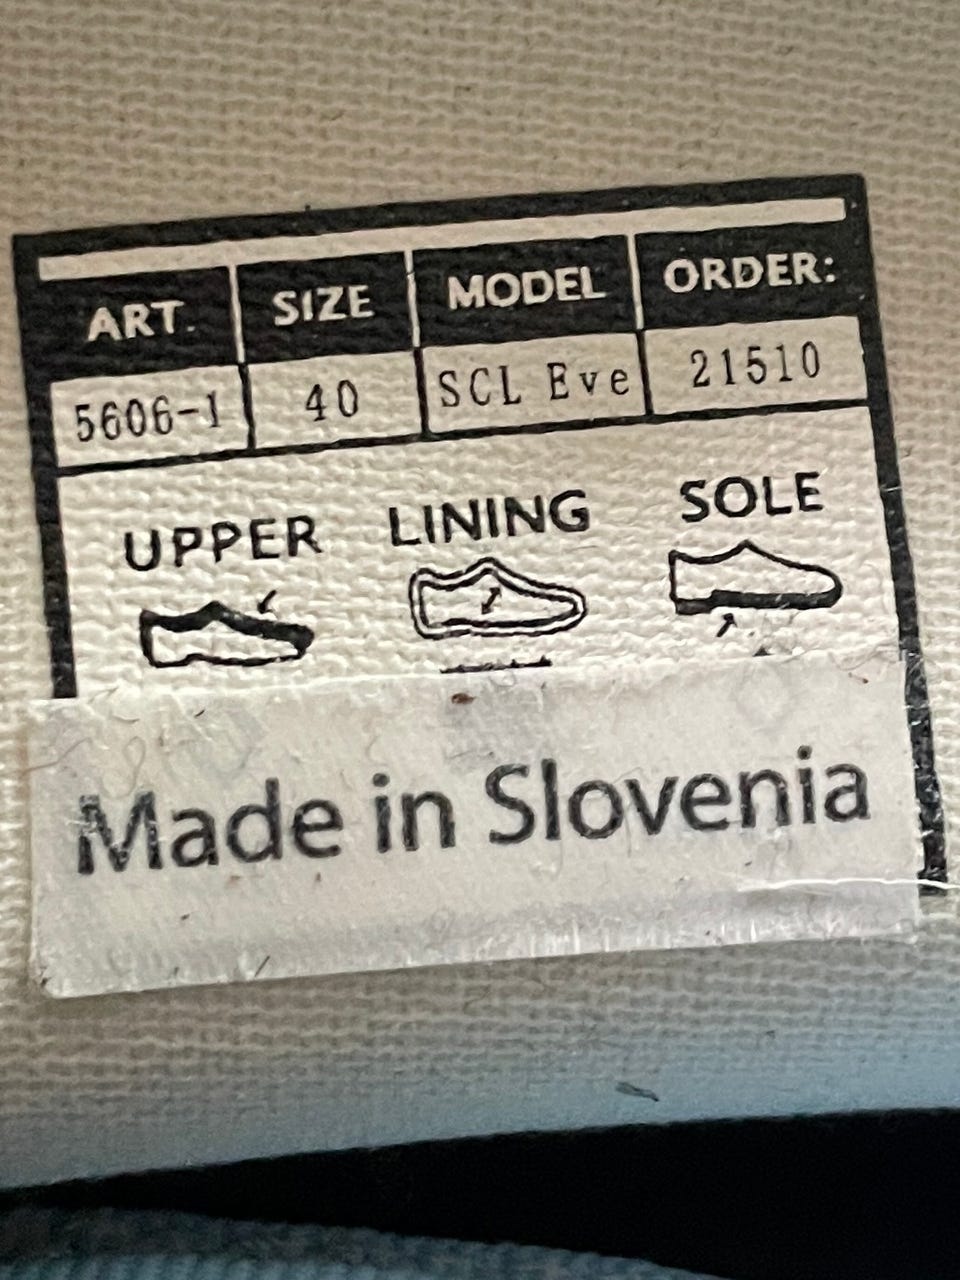 ART. SIZE MODEL ORDER:
5606-1 40 SCL Eve 21510
UPPER LINING SOLE
Made in Slovenia